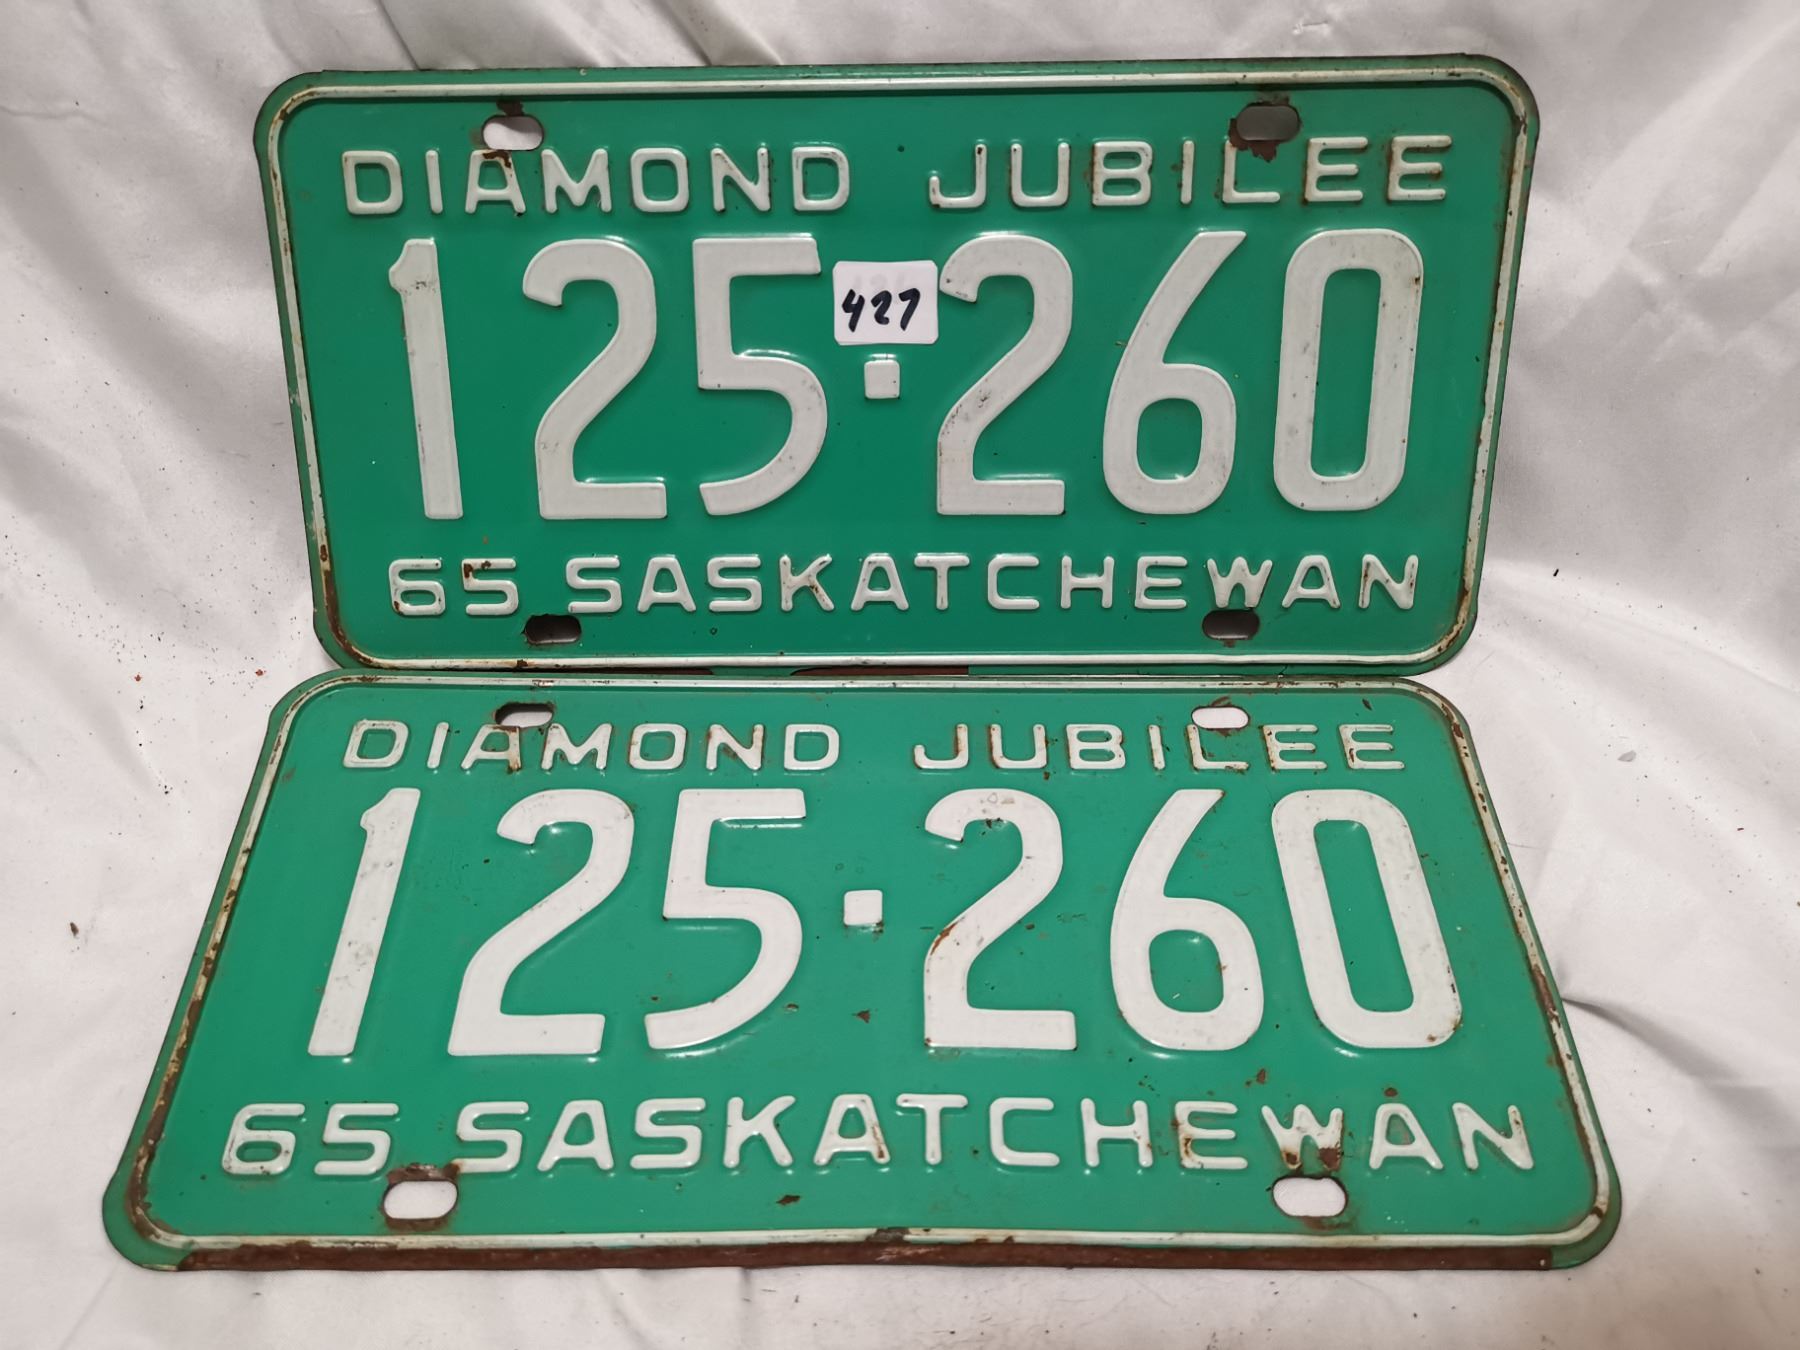 DIAMOND JUBILEE
427
125·260
65 SASKATCHEWAN
DIAMOND JUBILEE
125·260
65 SASKATCHEWAN